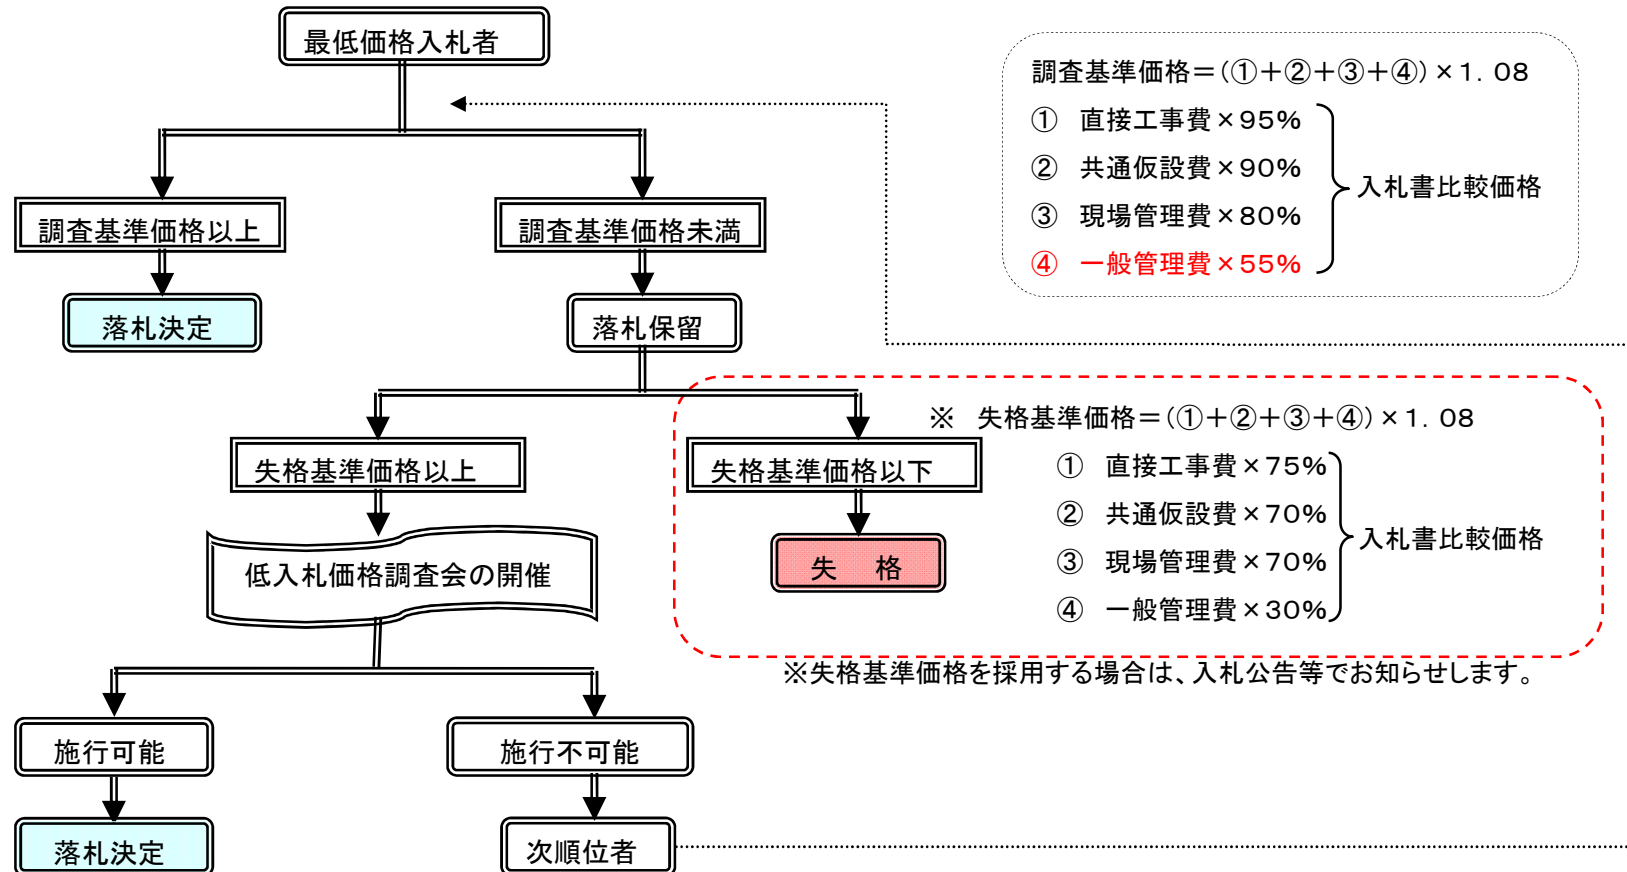 最低価格入札者
調査基準価格＝（①＋②＋③＋④）×１．０８
① 直接工事費×９５％
② 共通仮設費×９０％
③ 現場管理費×８０％
④ 一般管理費×５５％
入札書比較価格
調査基準価格以上
調査基準価格未満
落札決定
落札保留
失格基準価格以上
失格基準価格以下
※ 失格基準価格＝（①＋②＋③＋④）×１．０８
① 直接工事費×７５％
② 共通仮設費×７０％
③ 現場管理費×７０％
④ 一般管理費×３０％
入札書比較価格
失 格
低入札価格調査会の開催
※失格基準価格を採用する場合は、入札公告等でお知らせします。
施行可能
施行不可能
落札決定
次順位者